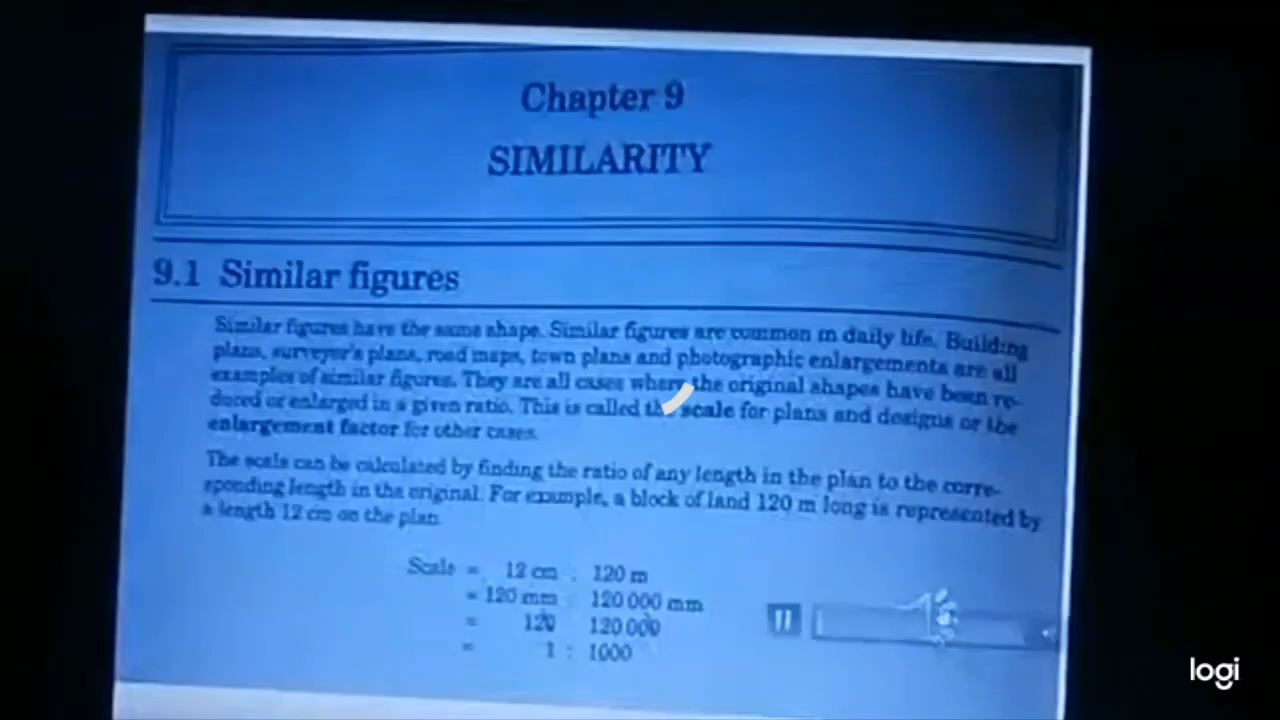 Chapter 9
SIMILARITY
9.1 Similar figures
Similar figures have the same shape. Similar figures are common in daily life. Building
plans, surveyor's plans, road maps, town plans and photographic enlargements are all
examples of similar figures. They are all cases where the original shapes have been re-
duced or enlarged in a given ratio. This is called the scale for plans and designs or the
enlargement factor for other cases.
The scale can be calculated by finding the ratio of any length in the plan to the corre-
sponding length in the original. For example, a block of land 120 m long is represented by
a length 12 cm on the plan.
Scale = 12 cm : 120 m
= 120 mm : 120 000 mm
= 120 120 000
= 1 : 1000
logi